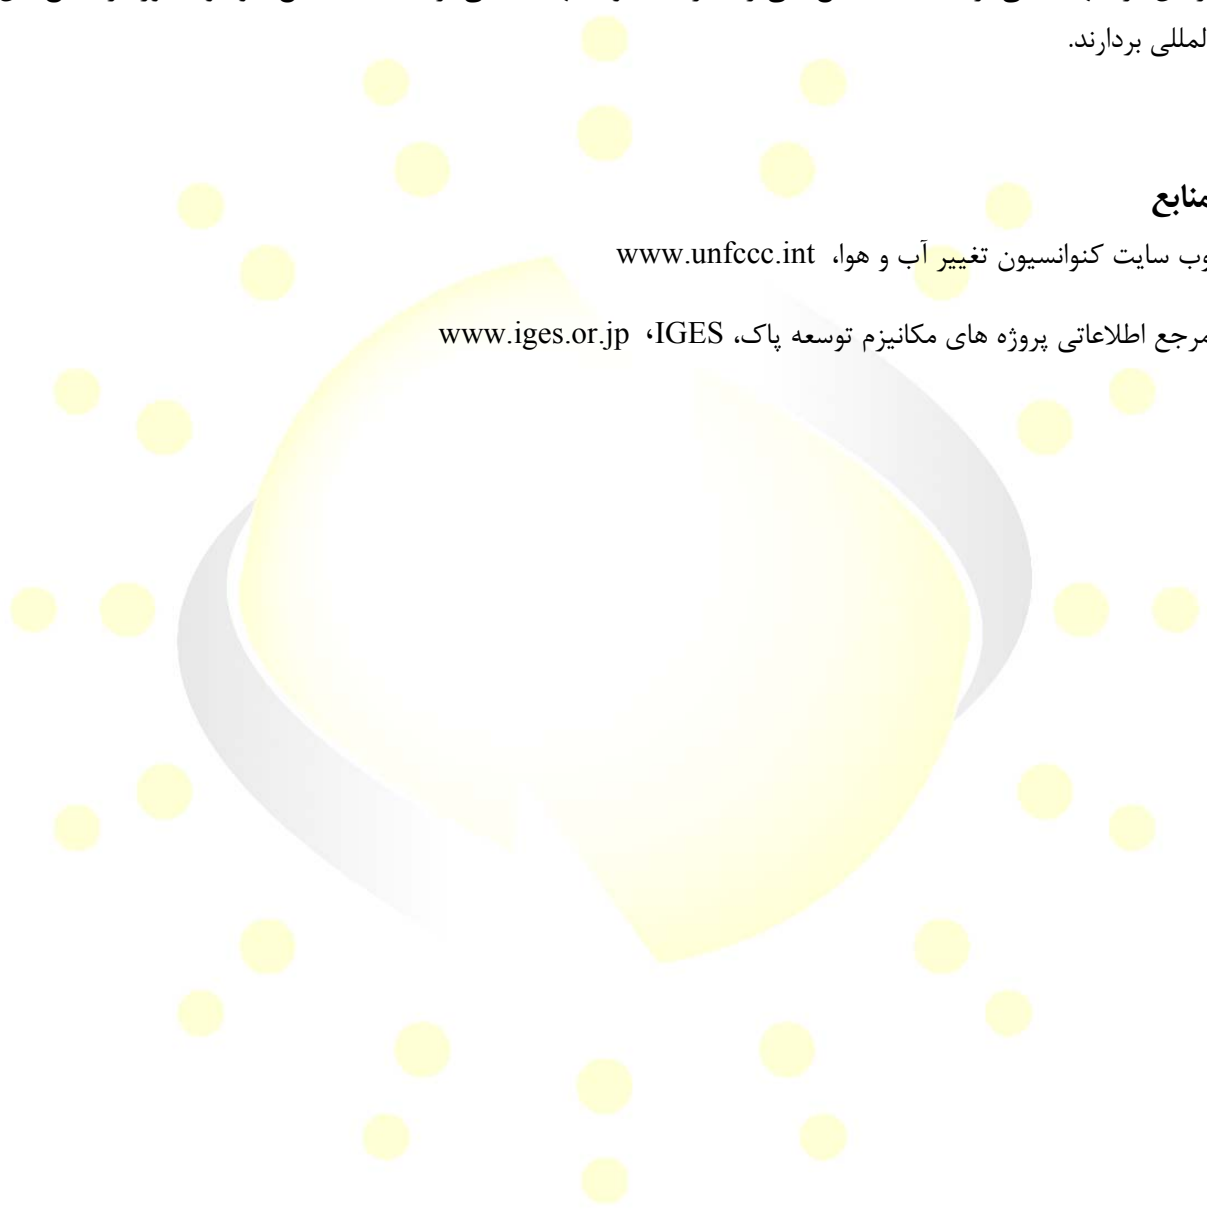 المللی بردارند.
منابع
وب سایت کنوانسیون تغییر آب و هوا، www.unfccc.int
مرجع اطلاعاتی پروژه های مکانیزم توسعه پاک، IGES، www.iges.or.jp